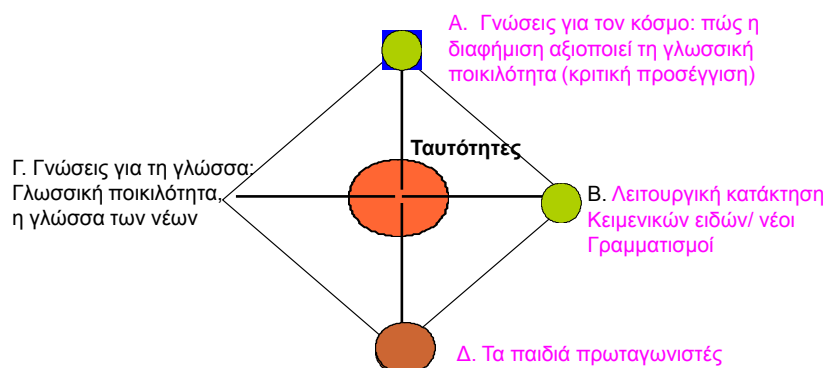 Α. Γνώσεις για τον κόσμο: πώς η
διαφήμιση αξιοποιεί τη γλωσσική
ποικιλότητα (κριτική προσέγγιση)
Ταυτότητες
Γ. Γνώσεις για τη γλώσσα:
Γλωσσική ποικιλότητα,
η γλώσσα των νέων
Β. Λειτουργική κατάκτηση
Κειμενικών ειδών/ νέοι
Γραμματισμοί
Δ. Τα παιδιά πρωταγωνιστές